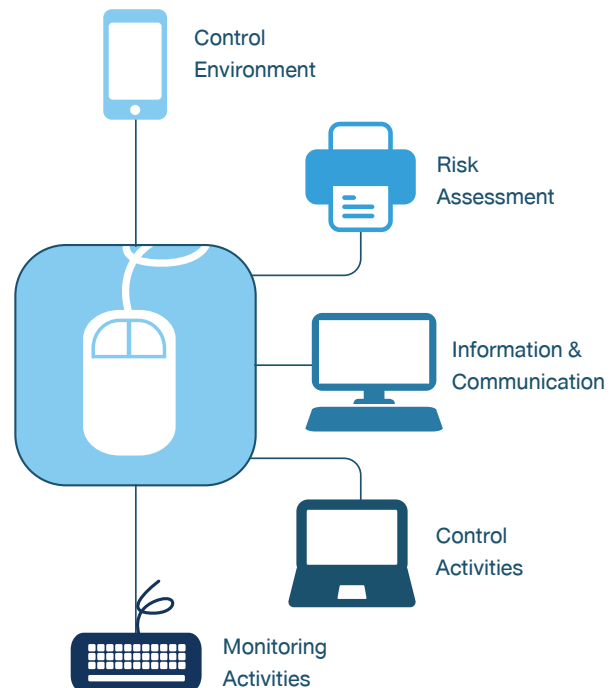 Control
Environment
Risk
Assessment
Information &
Communication
Control
Activities
Monitoring
Activities